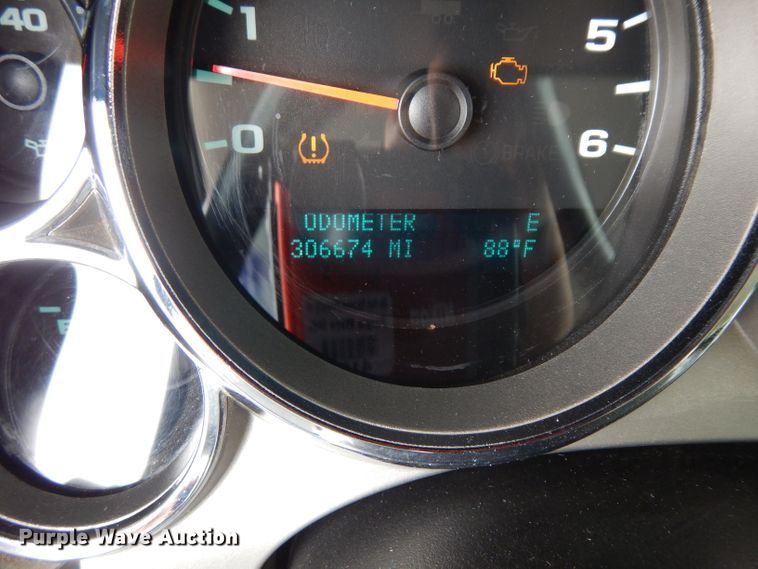 40
1
5
0
6
BRAKE
ODOMETER E
306674 MI 88°F
E
Purple Wave Auction